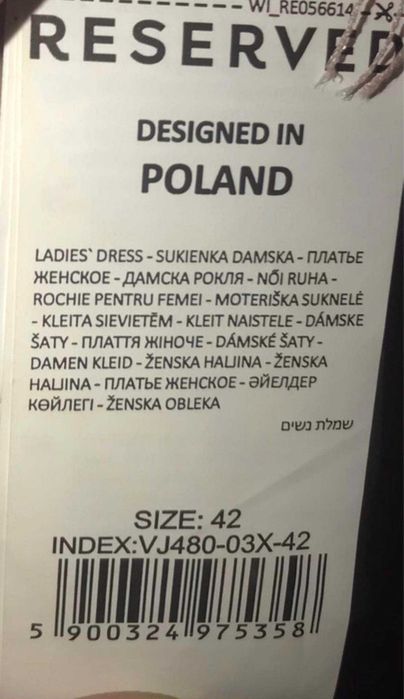 WI_RE056614
RESERVED
DESIGNED IN
POLAND
LADIES` DRESS - SUKIENKA DAMSKA - ПЛАТЬЕ
ЖЕНСКОЕ - ДАМСКА РОКЛЯ - NŐI RUHA -
ROCHIE PENTRU FEMEI - MOTERIŠKA SUKNELĖ
- KLEITA SIEVIETĒM - KLEIT NAISTELE - DÁMSKE
ŠATY - ПЛАТТЯ ЖІНОЧЕ - DÁMSKÉ ŠATY -
DAMEN KLEID - ŽENSKA HALJINA - ŽENSKA
HALJINA - ПЛАТЬЕ ЖЕНСКОЕ - ӘЙЕЛДЕР
КӨЙЛЕГІ - ŽENSKA OBLEKA
שמלת נשים
SIZE: 42
INDEX:VJ480-03X-42
5 900324 975358